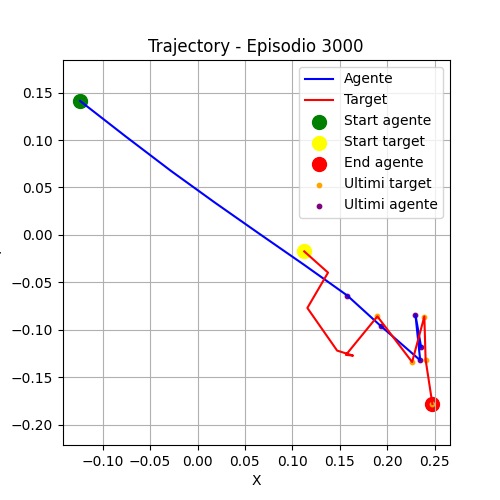 Trajectory - Episodio 3000
Agente
Target
Start agente
Start target
End agente
Ultimi target
Ultimi agente
0.15
0.10
0.05
0.00
−0.05
−0.10
−0.15
−0.20
−0.10 −0.05 0.00 0.05 0.10 0.15 0.20 0.25
X